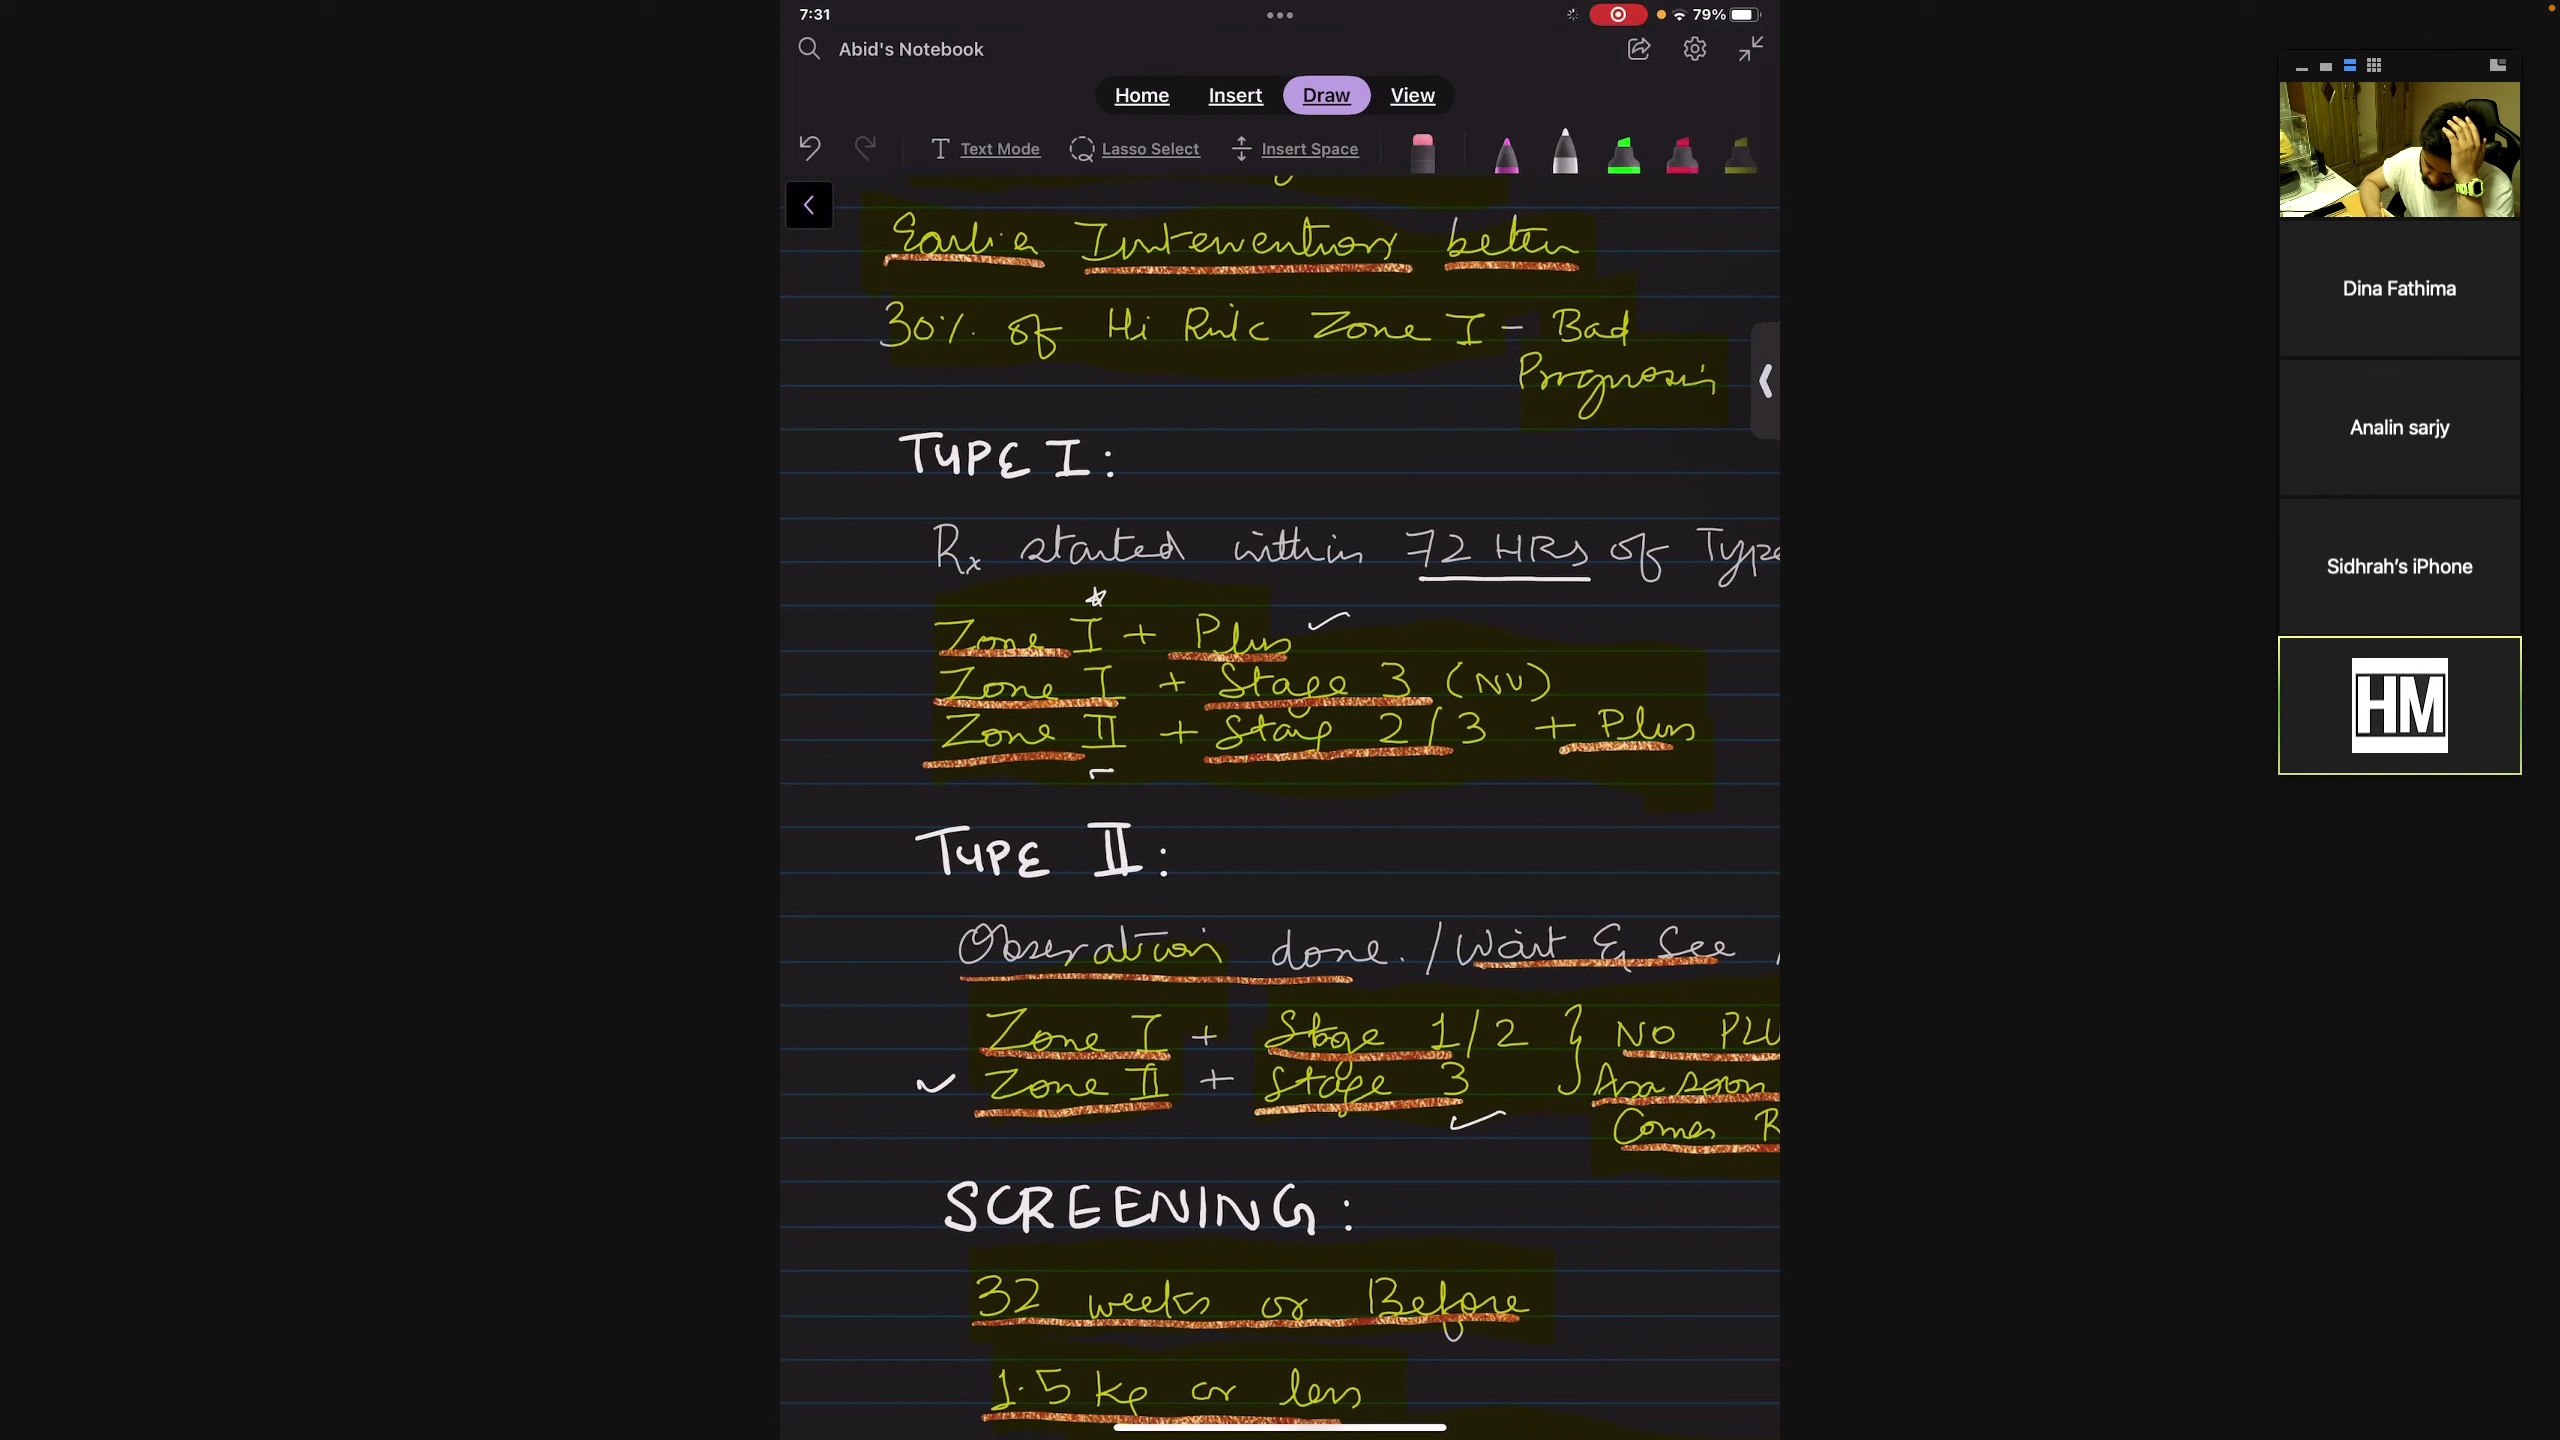 7:31
79%
Abid's Notebook
Home Insert Draw View
Text Mode Lasso Select Insert Space
Earlier Intervention better
30% of Hi Risk Zone I - Bad
Prognosis
TYPE I:
Rx started within 72 HRS of Type
Zone I + Plus
Zone I + Stage 3 (NV)
Zone II + Stage 2/3 + Plus
TYPE II:
Observation done. / Wait & See
Zone I + Stage 1/2 } NO PLU
Zone II + Stage 3 As soon
Comes R
SCREENING:
32 weeks or Before
1.5 kg or less
Dina Fathima
Analin sarjy
Sidhrah's iPhone
HM